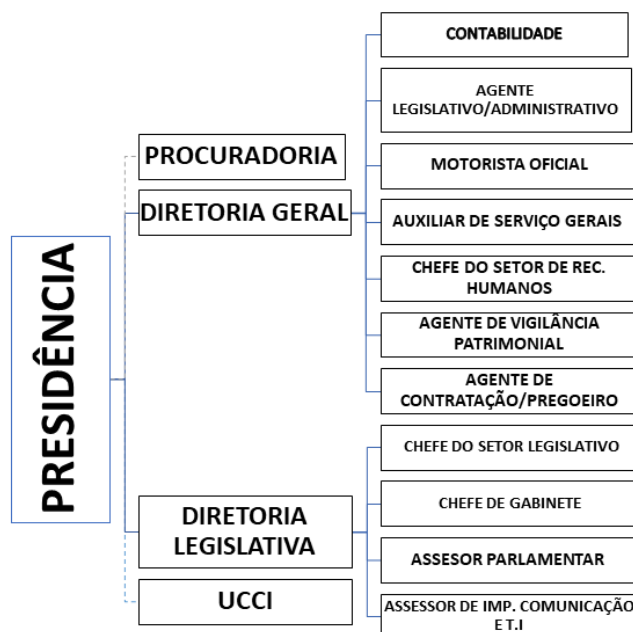 PRESIDÊNCIA
PROCURADORIA
DIRETORIA GERAL
CONTABILIDADE
AGENTE
LEGISLATIVO/ADMINISTRATIVO
MOTORISTA OFICIAL
AUXILIAR DE SERVIÇO GERAIS
CHEFE DO SETOR DE REC.
HUMANOS
AGENTE DE VIGILÂNCIA
PATRIMONIAL
AGENTE DE
CONTRATAÇÃO/PREGOEIRO
DIRETORIA
LEGISLATIVA
CHEFE DO SETOR LEGISLATIVO
CHEFE DE GABINETE
ASSESSOR PARLAMENTAR
ASSESSOR DE IMP. COMUNICAÇÃO
E T.I
UCCI